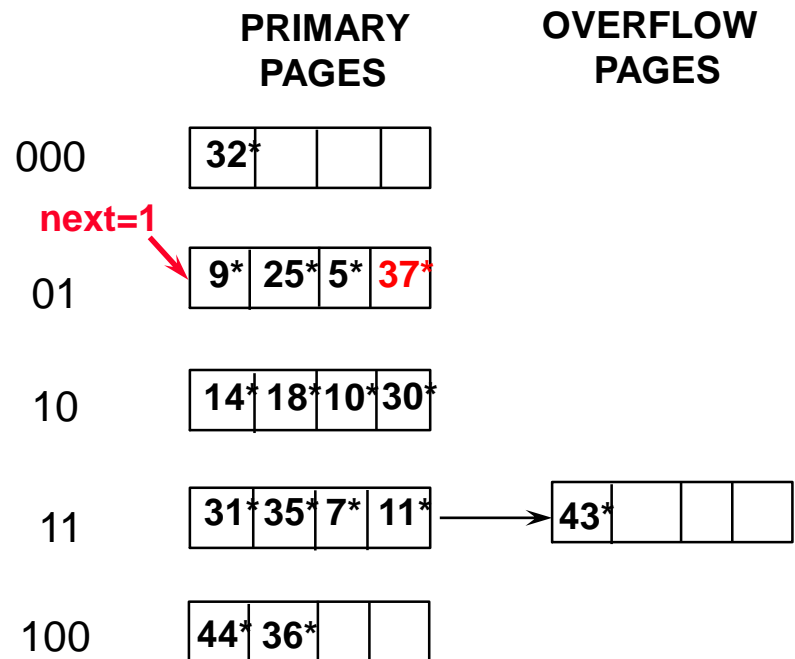 PRIMARY PAGES
OVERFLOW PAGES
000
32*
next=1
01
9* 25* 5* 37*
10
14* 18* 10* 30*
11
31* 35* 7* 11*
43*
100
44* 36*